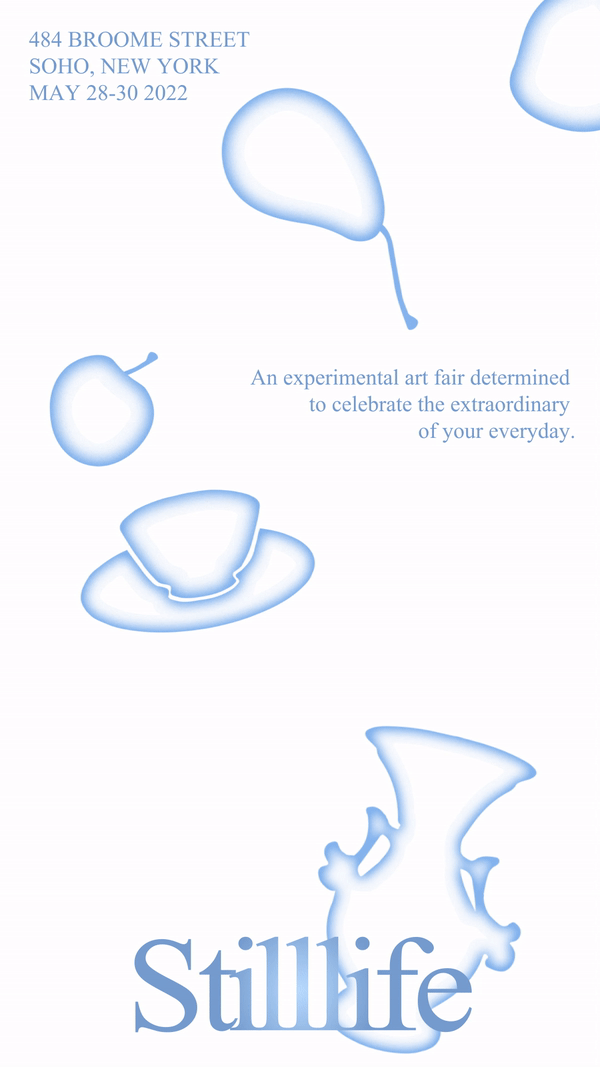 484 BROOME STREET
SOHO, NEW YORK
MAY 28-30 2022
An experimental art fair determined
to celebrate the extraordinary
of your everyday.
Stilllife